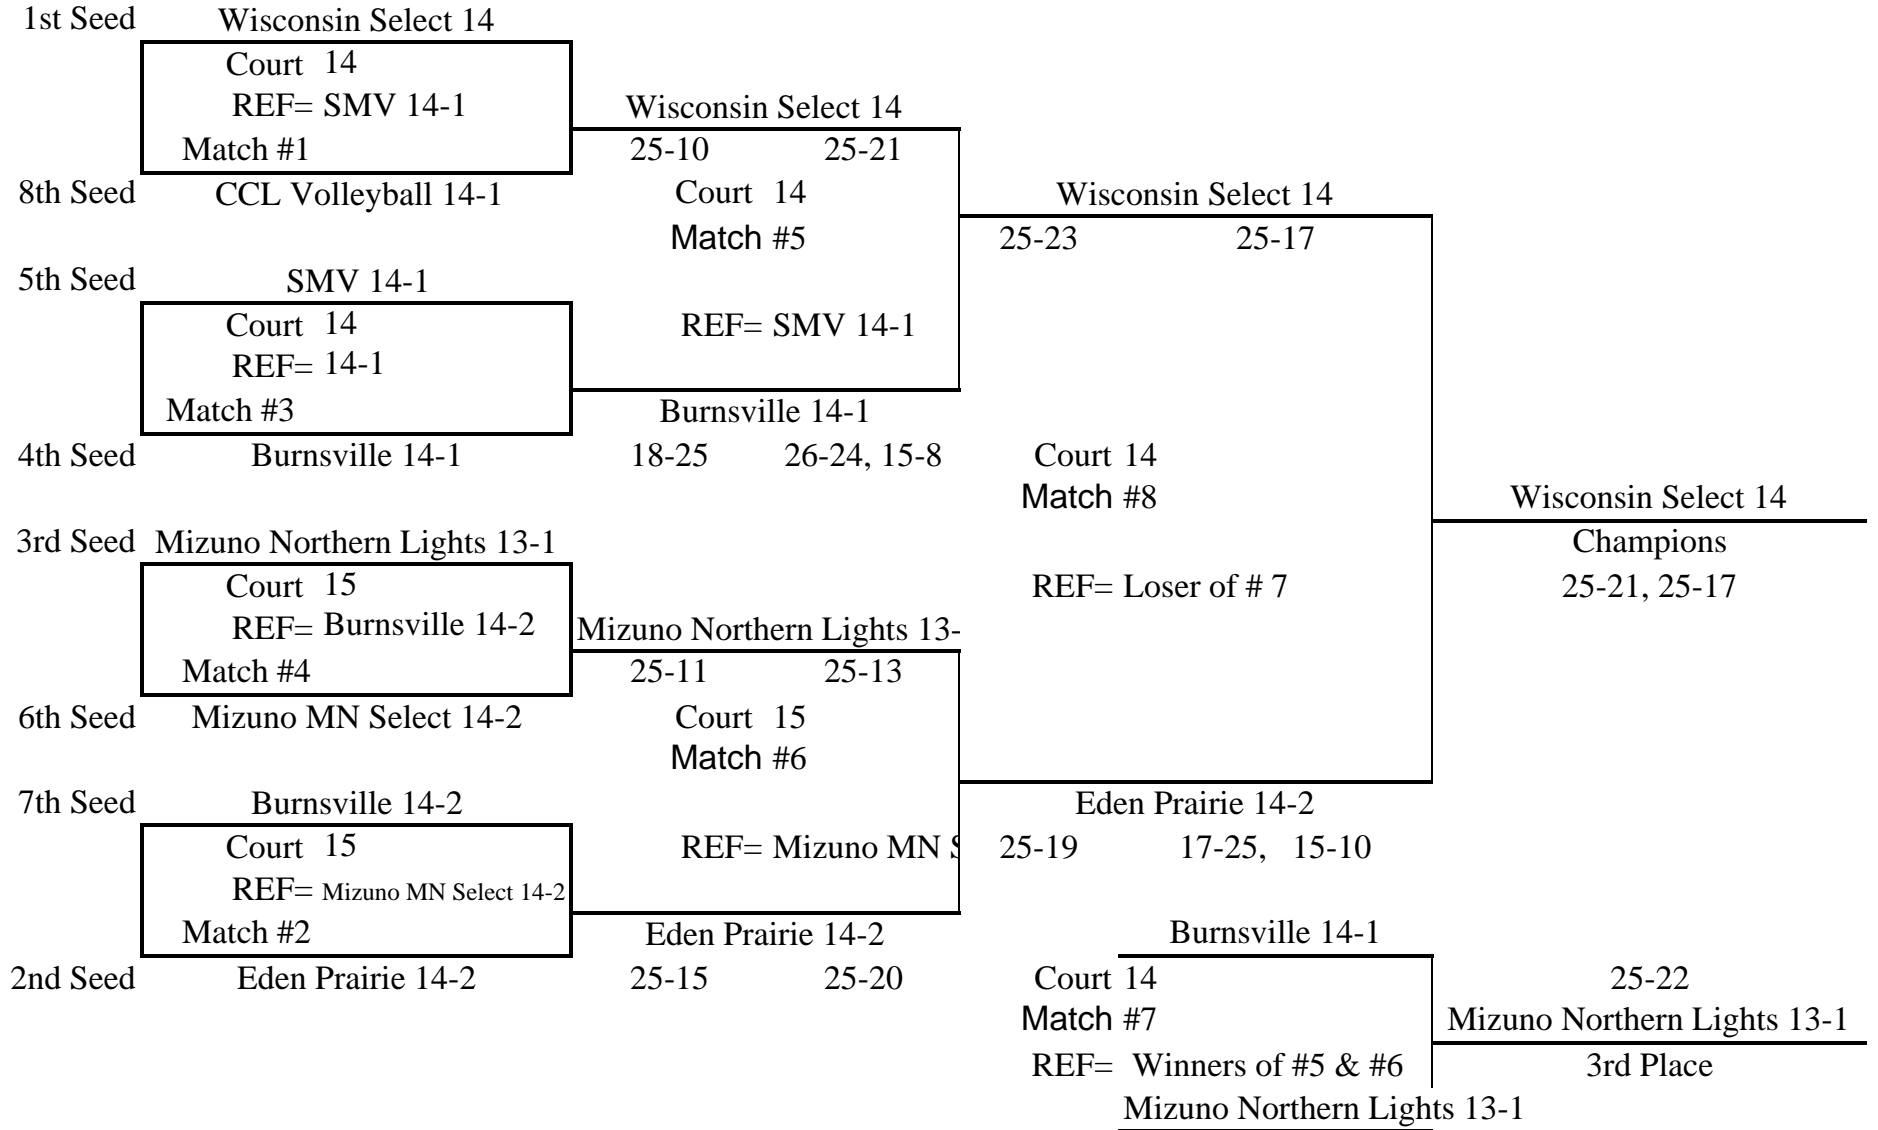 1st Seed Wisconsin Select 14
Court 14
REF= SMV 14-1
Match #1
8th Seed CCL Volleyball 14-1
5th Seed SMV 14-1
Court 14
REF= 14-1
Match #3
4th Seed Burnsville 14-1
3rd Seed Mizuno Northern Lights 13-1
Court 15
REF= Burnsville 14-2
Match #4
6th Seed Mizuno MN Select 14-2
7th Seed Burnsville 14-2
Court 15
REF= Mizuno MN Select 14-2
Match #2
2nd Seed Eden Prairie 14-2
Wisconsin Select 14
25-10 25-21
Court 14
Match #5
REF= SMV 14-1
Burnsville 14-1
18-25 26-24, 15-8
Mizuno Northern Lights 13-
25-11 25-13
Court 15
Match #6
REF= Mizuno MN S
Eden Prairie 14-2
25-15 25-20
Wisconsin Select 14
25-23 25-17
Court 14
Match #8
REF= Loser of # 7
Eden Prairie 14-2
25-19 17-25, 15-10
Wisconsin Select 14
Champions
25-21, 25-17
Burnsville 14-1
Court 14
Match #7
REF= Winners of #5 & #6
Mizuno Northern Lights 13-1
25-22
Mizuno Northern Lights 13-1
3rd Place